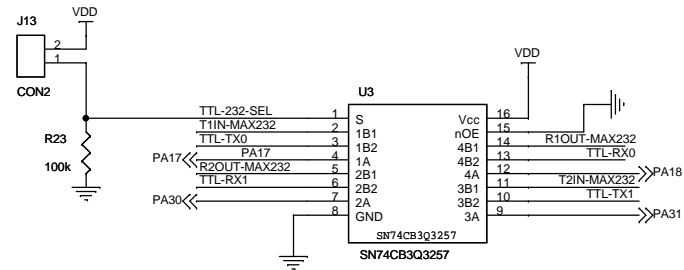 J13
VDD
2
1
CON2
R23
100k
TTL-232-SEL
T1IN-MAX232
TTL-TX0
PA17
PA17
R2OUT-MAX232
TTL-RX1
PA30
U3
1 S
2 1B1
3 1B2
4 1A
5 2B1
6 2B2
7 2A
8 GND
VDD
Vcc 16
nOE 15
4B1 14
4B2 13
4A 12
3B1 11
3B2 10
3A 9
R1OUT-MAX232
TTL-RX0
PA18
T2IN-MAX232
TTL-TX1
PA31
SN74CB3Q3257
SN74CB3Q3257